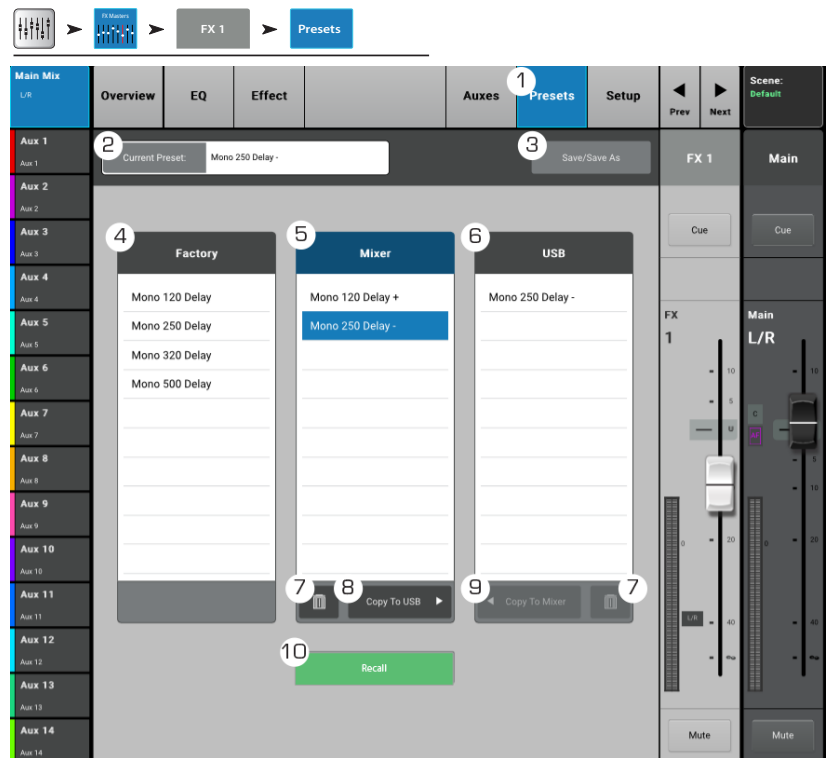 FX Masters
FX 1
Presets
Main Mix
L/R
Overview
EQ
Effect
Auxes
1
Presets
Setup
Prev
Next
Scene:
Default
Aux 1
Aux 1
Aux 2
Aux 2
Aux 3
Aux 3
Aux 4
Aux 4
Aux 5
Aux 5
Aux 6
Aux 6
Aux 7
Aux 7
Aux 8
Aux 8
Aux 9
Aux 9
Aux 10
Aux 10
Aux 11
Aux 11
Aux 12
Aux 12
Aux 13
Aux 13
Aux 14
Aux 14
2
Current Preset:
Mono 250 Delay -
3
Save/Save As
4
Factory
Mono 120 Delay
Mono 250 Delay
Mono 320 Delay
Mono 500 Delay
5
Mixer
Mono 120 Delay +
Mono 250 Delay -
7
8
Copy To USB
6
USB
Mono 250 Delay -
9
Copy To Mixer
7
10
Recall
FX 1
Cue
FX
1
10
5
U
10
0
20
L/R
40
∞
Mute
Main
Cue
Main
L/R
10
C
5
10
0
20
40
∞
Mute